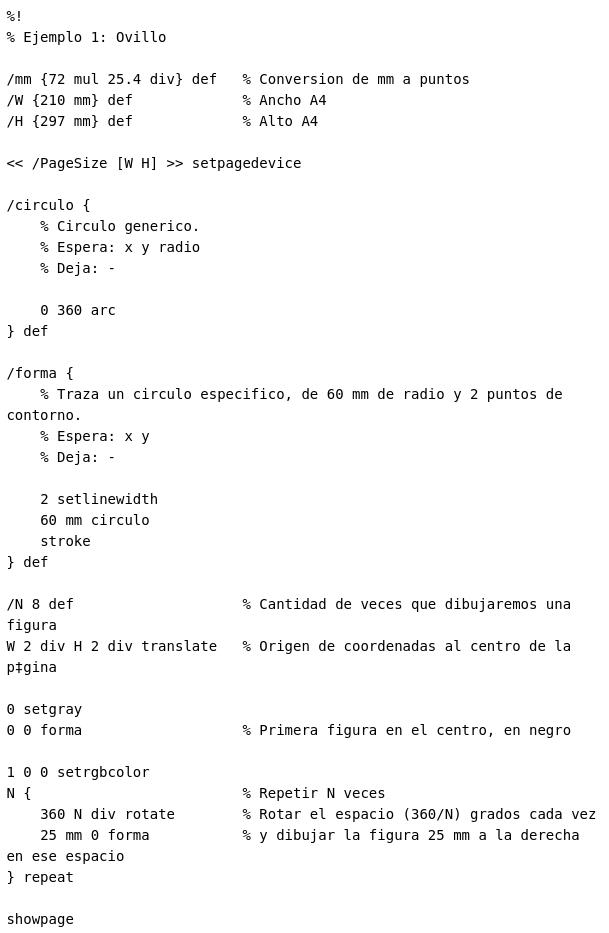 %!
% Ejemplo 1: Ovillo

/mm {72 mul 25.4 div} def   % Conversion de mm a puntos
/W {210 mm} def             % Ancho A4
/H {297 mm} def             % Alto A4

<< /PageSize [W H] >> setpagedevice

/circulo {
    % Circulo generico.
    % Espera: x y radio
    % Deja: -

    0 360 arc
} def

/forma {
    % Traza un circulo especifico, de 60 mm de radio y 2 puntos de
contorno.
    % Espera: x y
    % Deja: -

    2 setlinewidth
    60 mm circulo
    stroke
} def

/N 8 def                    % Cantidad de veces que dibujaremos una
figura
W 2 div H 2 div translate   % Origen de coordenadas al centro de la
p‡gina

0 setgray
0 0 forma                   % Primera figura en el centro, en negro

1 0 0 setrgbcolor
N {                         % Repetir N veces
    360 N div rotate        % Rotar el espacio (360/N) grados cada vez
    25 mm 0 forma           % y dibujar la figura 25 mm a la derecha
en ese espacio
} repeat

showpage